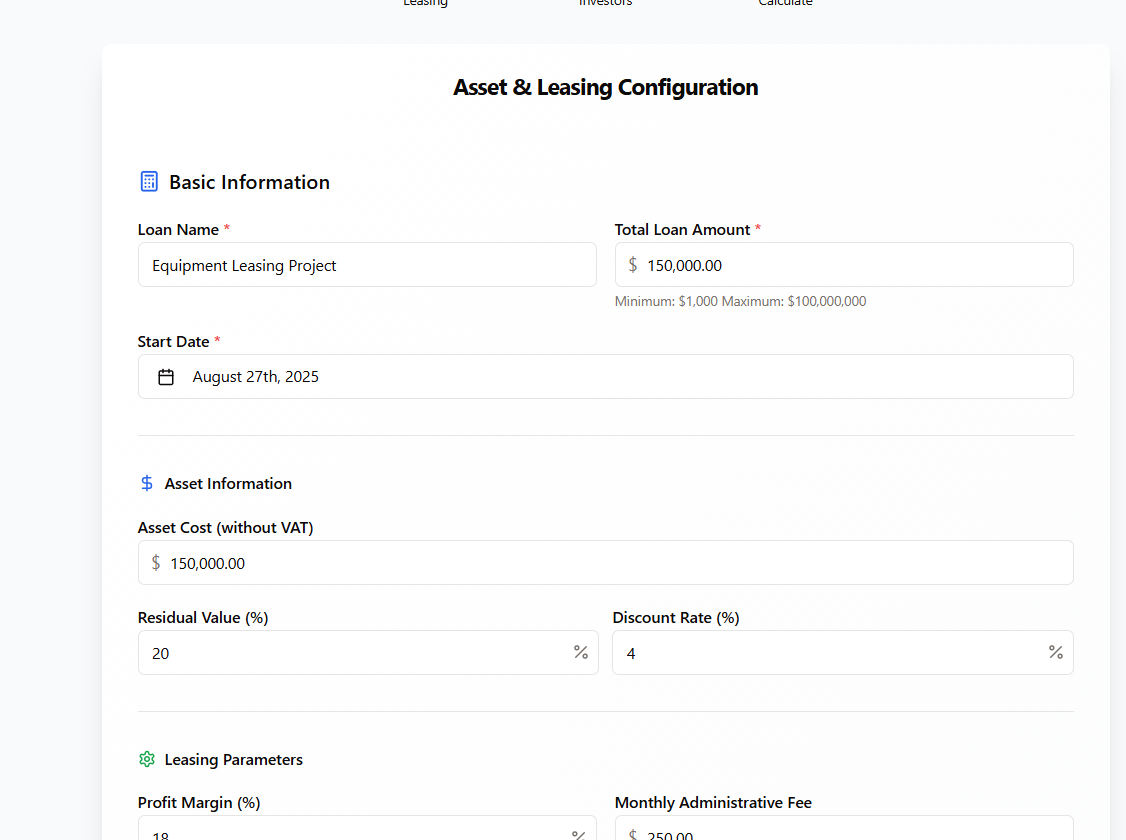 Leasing Investors Calculate
Asset & Leasing Configuration
Basic Information
Loan Name * Total Loan Amount *
Equipment Leasing Project $ 150,000.00
Minimum: $1,000 Maximum: $100,000,000
Start Date *
August 27th, 2025
$ Asset Information
Asset Cost (without VAT)
$ 150,000.00
Residual Value (%) Discount Rate (%)
20 % 4 %
Leasing Parameters
Profit Margin (%) Monthly Administrative Fee
18 % $ 250.00